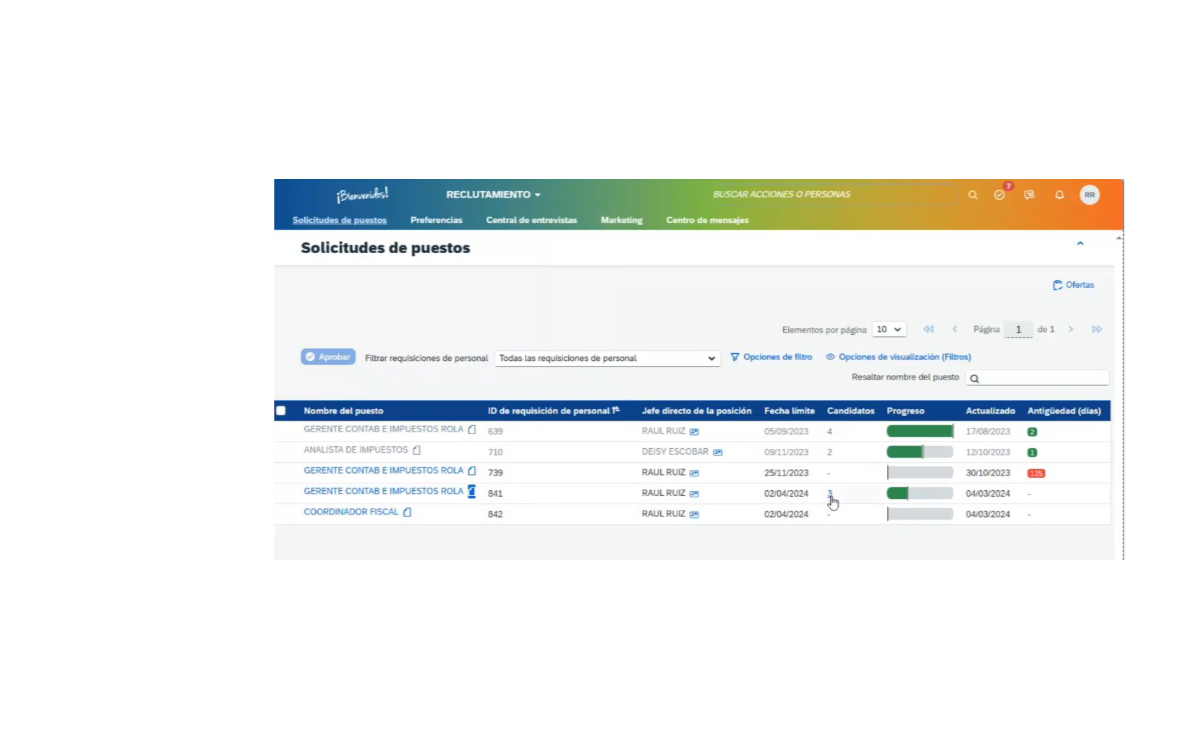 ¡Bienvenidos!
RECLUTAMIENTO
BUSCAR ACCIONES O PERSONAS
7
RR
Solicitudes de puestos Preferencias Central de entrevistas Marketing Centro de mensajes
Solicitudes de puestos
Ofertas
Elementos por página 10 Página 1 de 1
Aprobar Filtrar requisiciones de personal Todas las requisiciones de personal Opciones de filtro Opciones de visualización (Filtros)
Resaltar nombre del puesto
Nombre del puesto ID de requisición de personal Jefe directo de la posición Fecha límite Candidatos Progreso Actualizado Antigüedad (días)
GERENTE CONTAB E IMPUESTOS ROLA 639 RAUL RUIZ 05/09/2023 4 17/08/2023 2
ANALISTA DE IMPUESTOS 710 DEISY ESCOBAR 09/11/2023 2 12/10/2023 1
GERENTE CONTAB E IMPUESTOS ROLA 739 RAUL RUIZ 25/11/2023 - 30/10/2023 125
GERENTE CONTAB E IMPUESTOS ROLA 841 RAUL RUIZ 02/04/2024 3 04/03/2024 -
COORDINADOR FISCAL 842 RAUL RUIZ 02/04/2024 - 04/03/2024 -